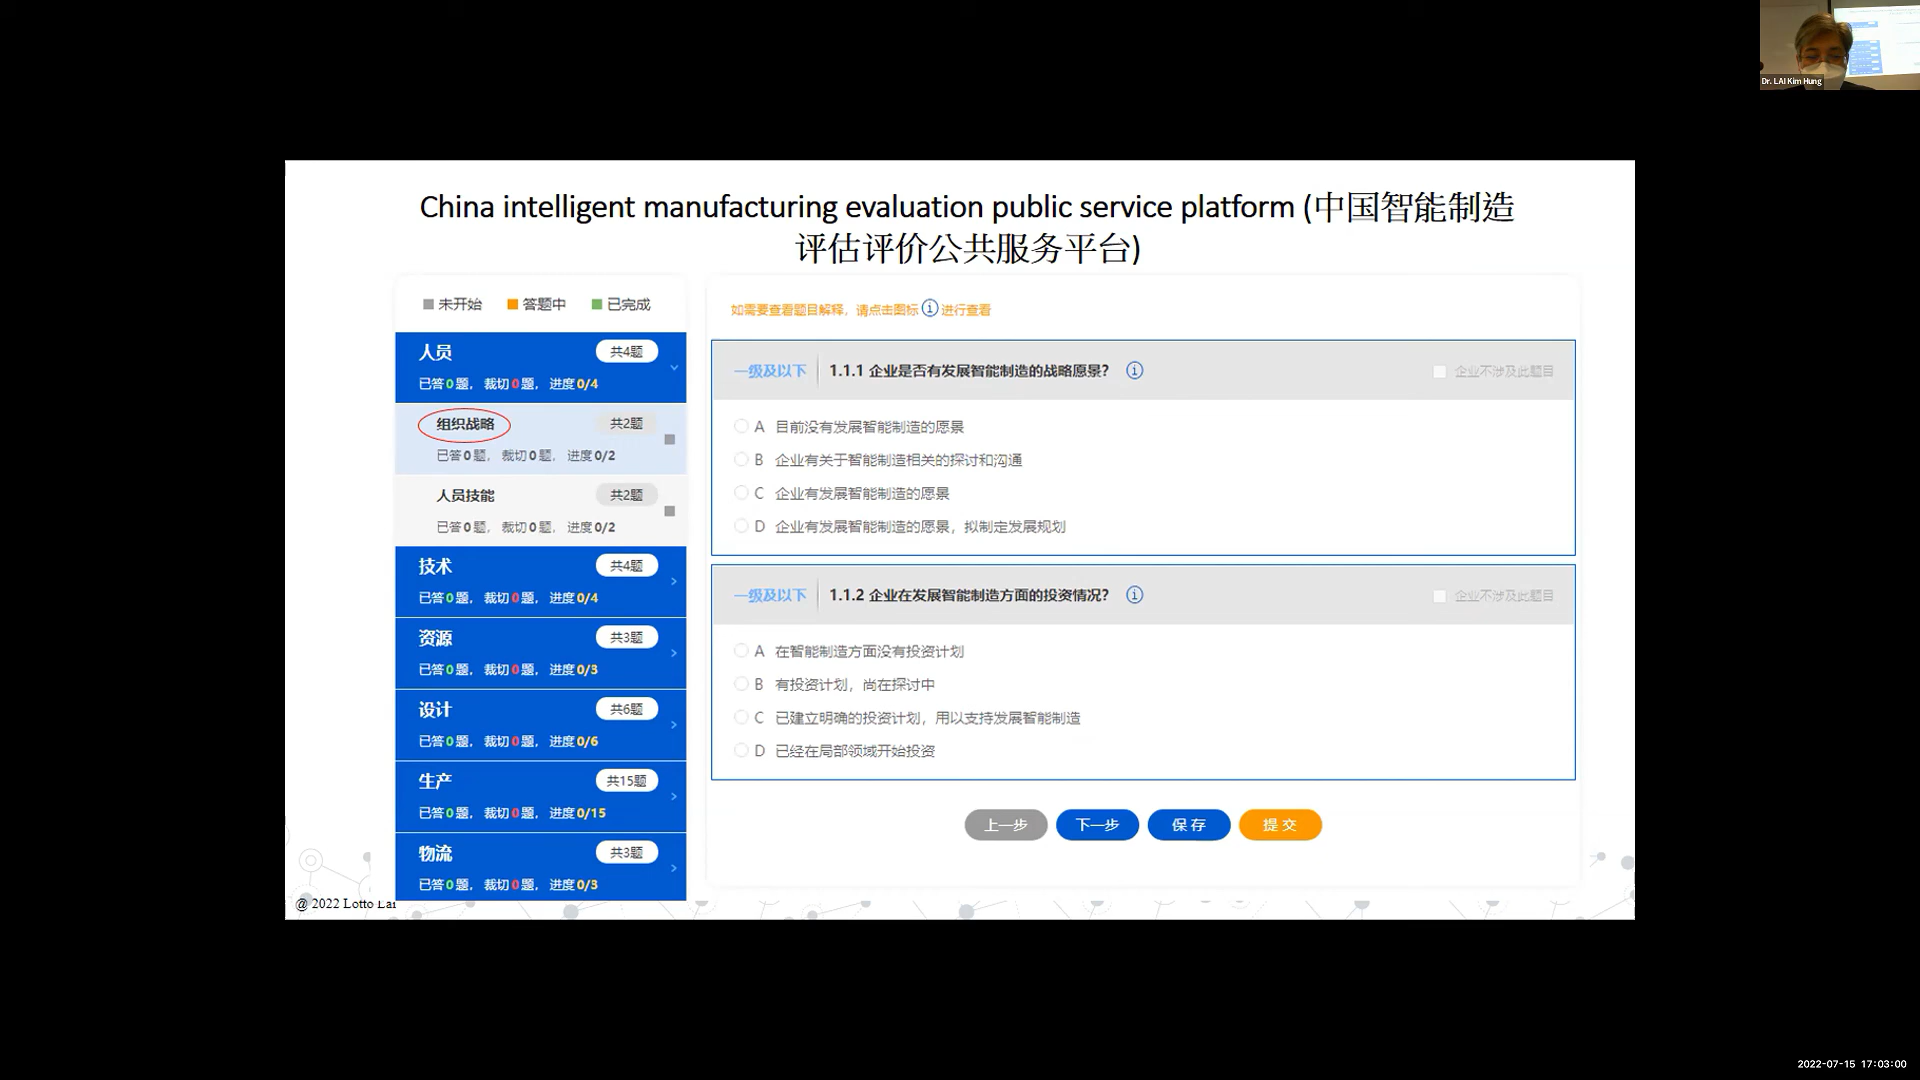 Dr. LAI Kim Hung
China intelligent manufacturing evaluation public service platform (中国智能制造
评估评价公共服务平台)
未开始 答题中 已完成
人员 共4题
已答0题, 裁切0题, 进度0/4
组织战略 共2题
已答0题, 裁切0题, 进度0/2
人员技能 共2题
已答0题, 裁切0题, 进度0/2
技术 共4题
已答0题, 裁切0题, 进度0/4
资源 共3题
已答0题, 裁切0题, 进度0/3
设计 共6题
已答0题, 裁切0题, 进度0/6
生产 共15题
已答0题, 裁切0题, 进度0/15
物流 共3题
已答0题, 裁切0题, 进度0/3
如需要查看题目解释，请点击图标 i 进行查看
一级及以下 1.1.1 企业是否有发展智能制造的战略愿景? i 企业不涉及此题目
A 目前没有发展智能制造的愿景
B 企业有关于智能制造相关的探讨和沟通
C 企业有发展智能制造的愿景
D 企业有发展智能制造的愿景，拟制定发展规划
一级及以下 1.1.2 企业在发展智能制造方面的投资情况? i 企业不涉及此题目
A 在智能制造方面没有投资计划
B 有投资计划，尚在探讨中
C 已建立明确的投资计划，用以支持发展智能制造
D 已经在局部领域开始投资
上一步 下一步 保存 提交
@ 2022 Lotto Lai
2022-07-15 17:03:00